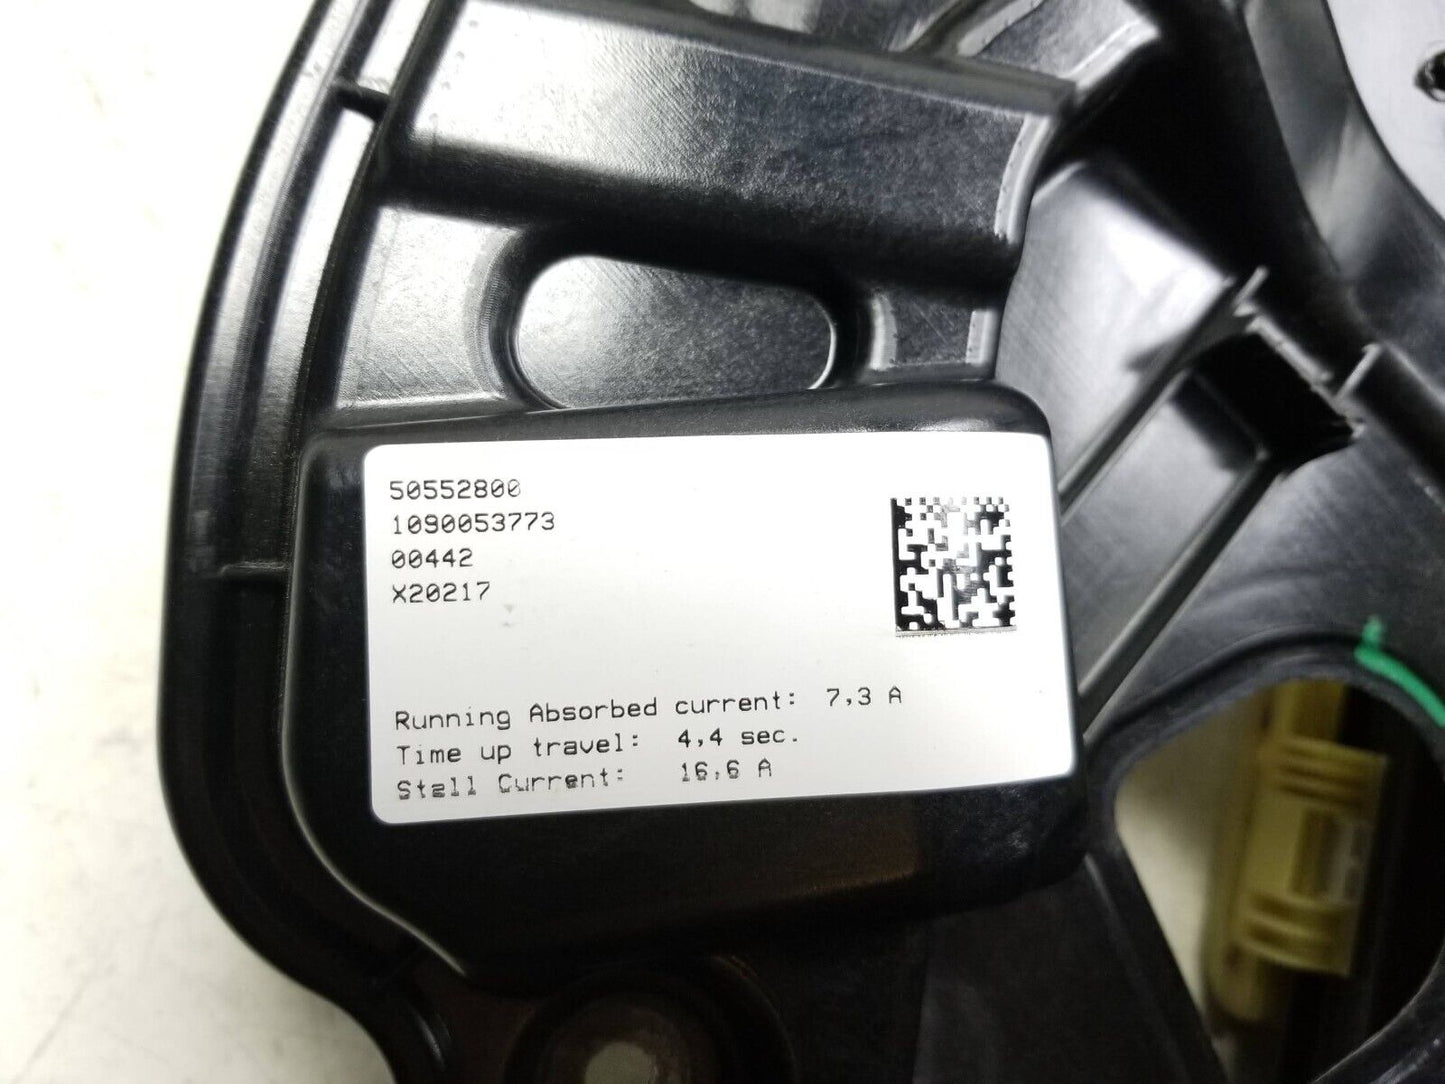 50552800
1090053773
00442
X20217
Running Absorbed current: 7,3 A
Time up travel: 4,4 sec.
Stall Current: 16,6 A